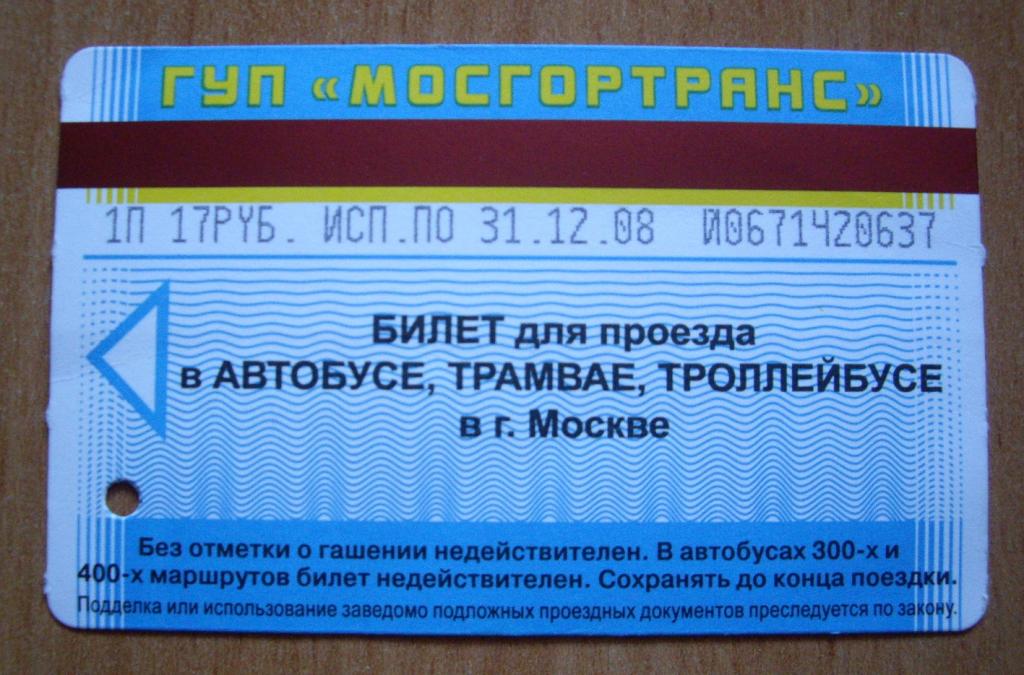 ГУП «МОСГОРТРАНС»
1П 17РУБ. ИСП.ПО 31.12.08 Й0671420637
БИЛЕТ для проезда
в АВТОБУСЕ, ТРАМВАЕ, ТРОЛЛЕЙБУСЕ
в г. Москве
Без отметки о гашении недействителен. В автобусах 300-х и
400-х маршрутов билет недействителен. Сохранять до конца поездки.
Подделка или использование заведомо подложных проездных документов преследуется по закону.